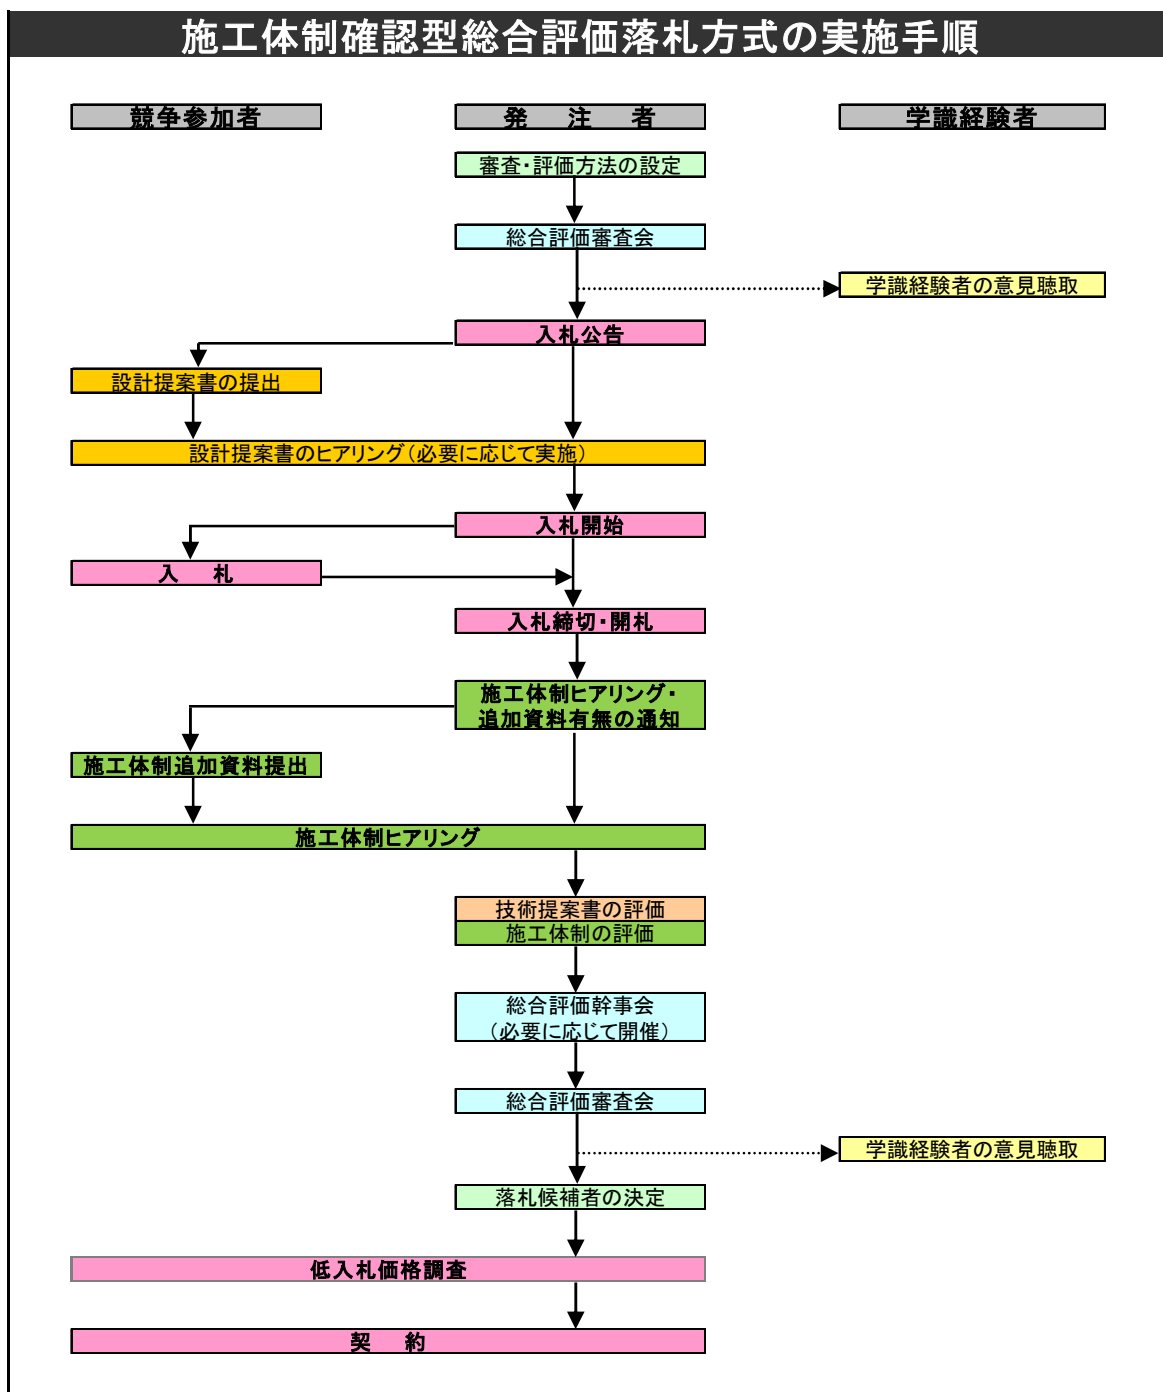 施工体制確認型総合評価落札方式の実施手順
競争参加者
発　注　者
学識経験者
審査・評価方法の設定
総合評価審査会
学識経験者の意見聴取
入札公告
設計提案書の提出
設計提案書のヒアリング（必要に応じて実施）
入札開始
入　札
入札締切・開札
施工体制ヒアリング・
追加資料有無の通知
施工体制追加資料提出
施工体制ヒアリング
技術提案書の評価
施工体制の評価
総合評価幹事会
（必要に応じて開催）
総合評価審査会
学識経験者の意見聴取
落札候補者の決定
低入札価格調査
契　約